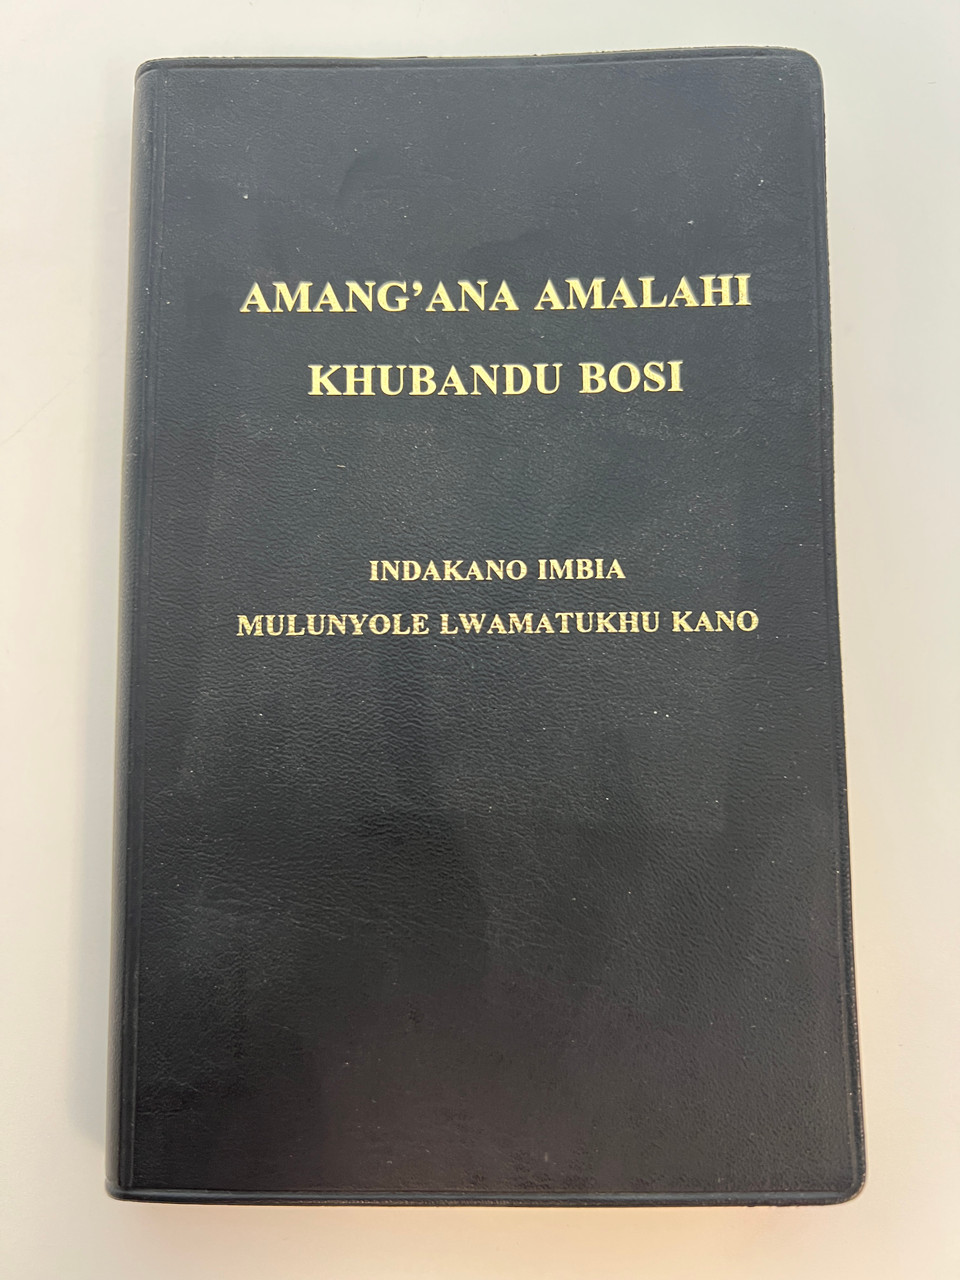 AMANG’ANA AMALAHI
KHUBANDU BOSI
INDAKANO IMBIA
MULUNYOLE LWAMATUKHU KANO